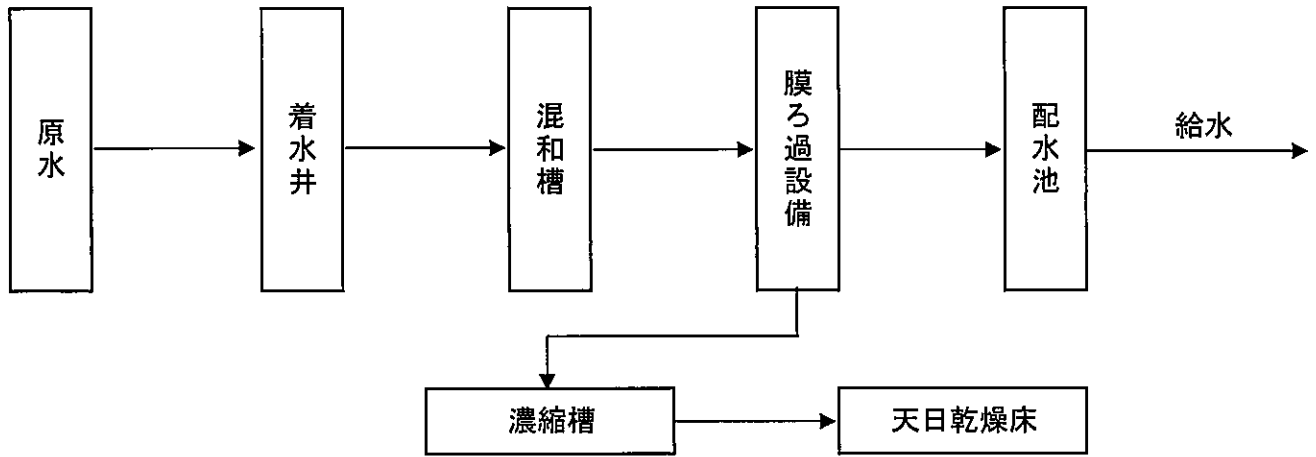 原水
着水井
混和槽
膜ろ過設備
配水池
給水
濃縮槽
天日乾燥床